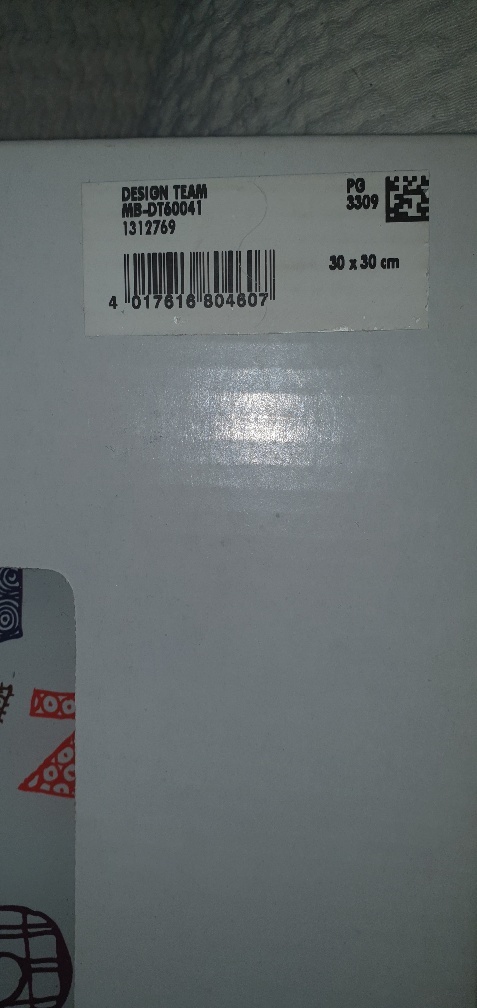 DESIGN TEAM
MB-DT60041
1312769
PG
3309
30 x 30 cm
4 017616 804607